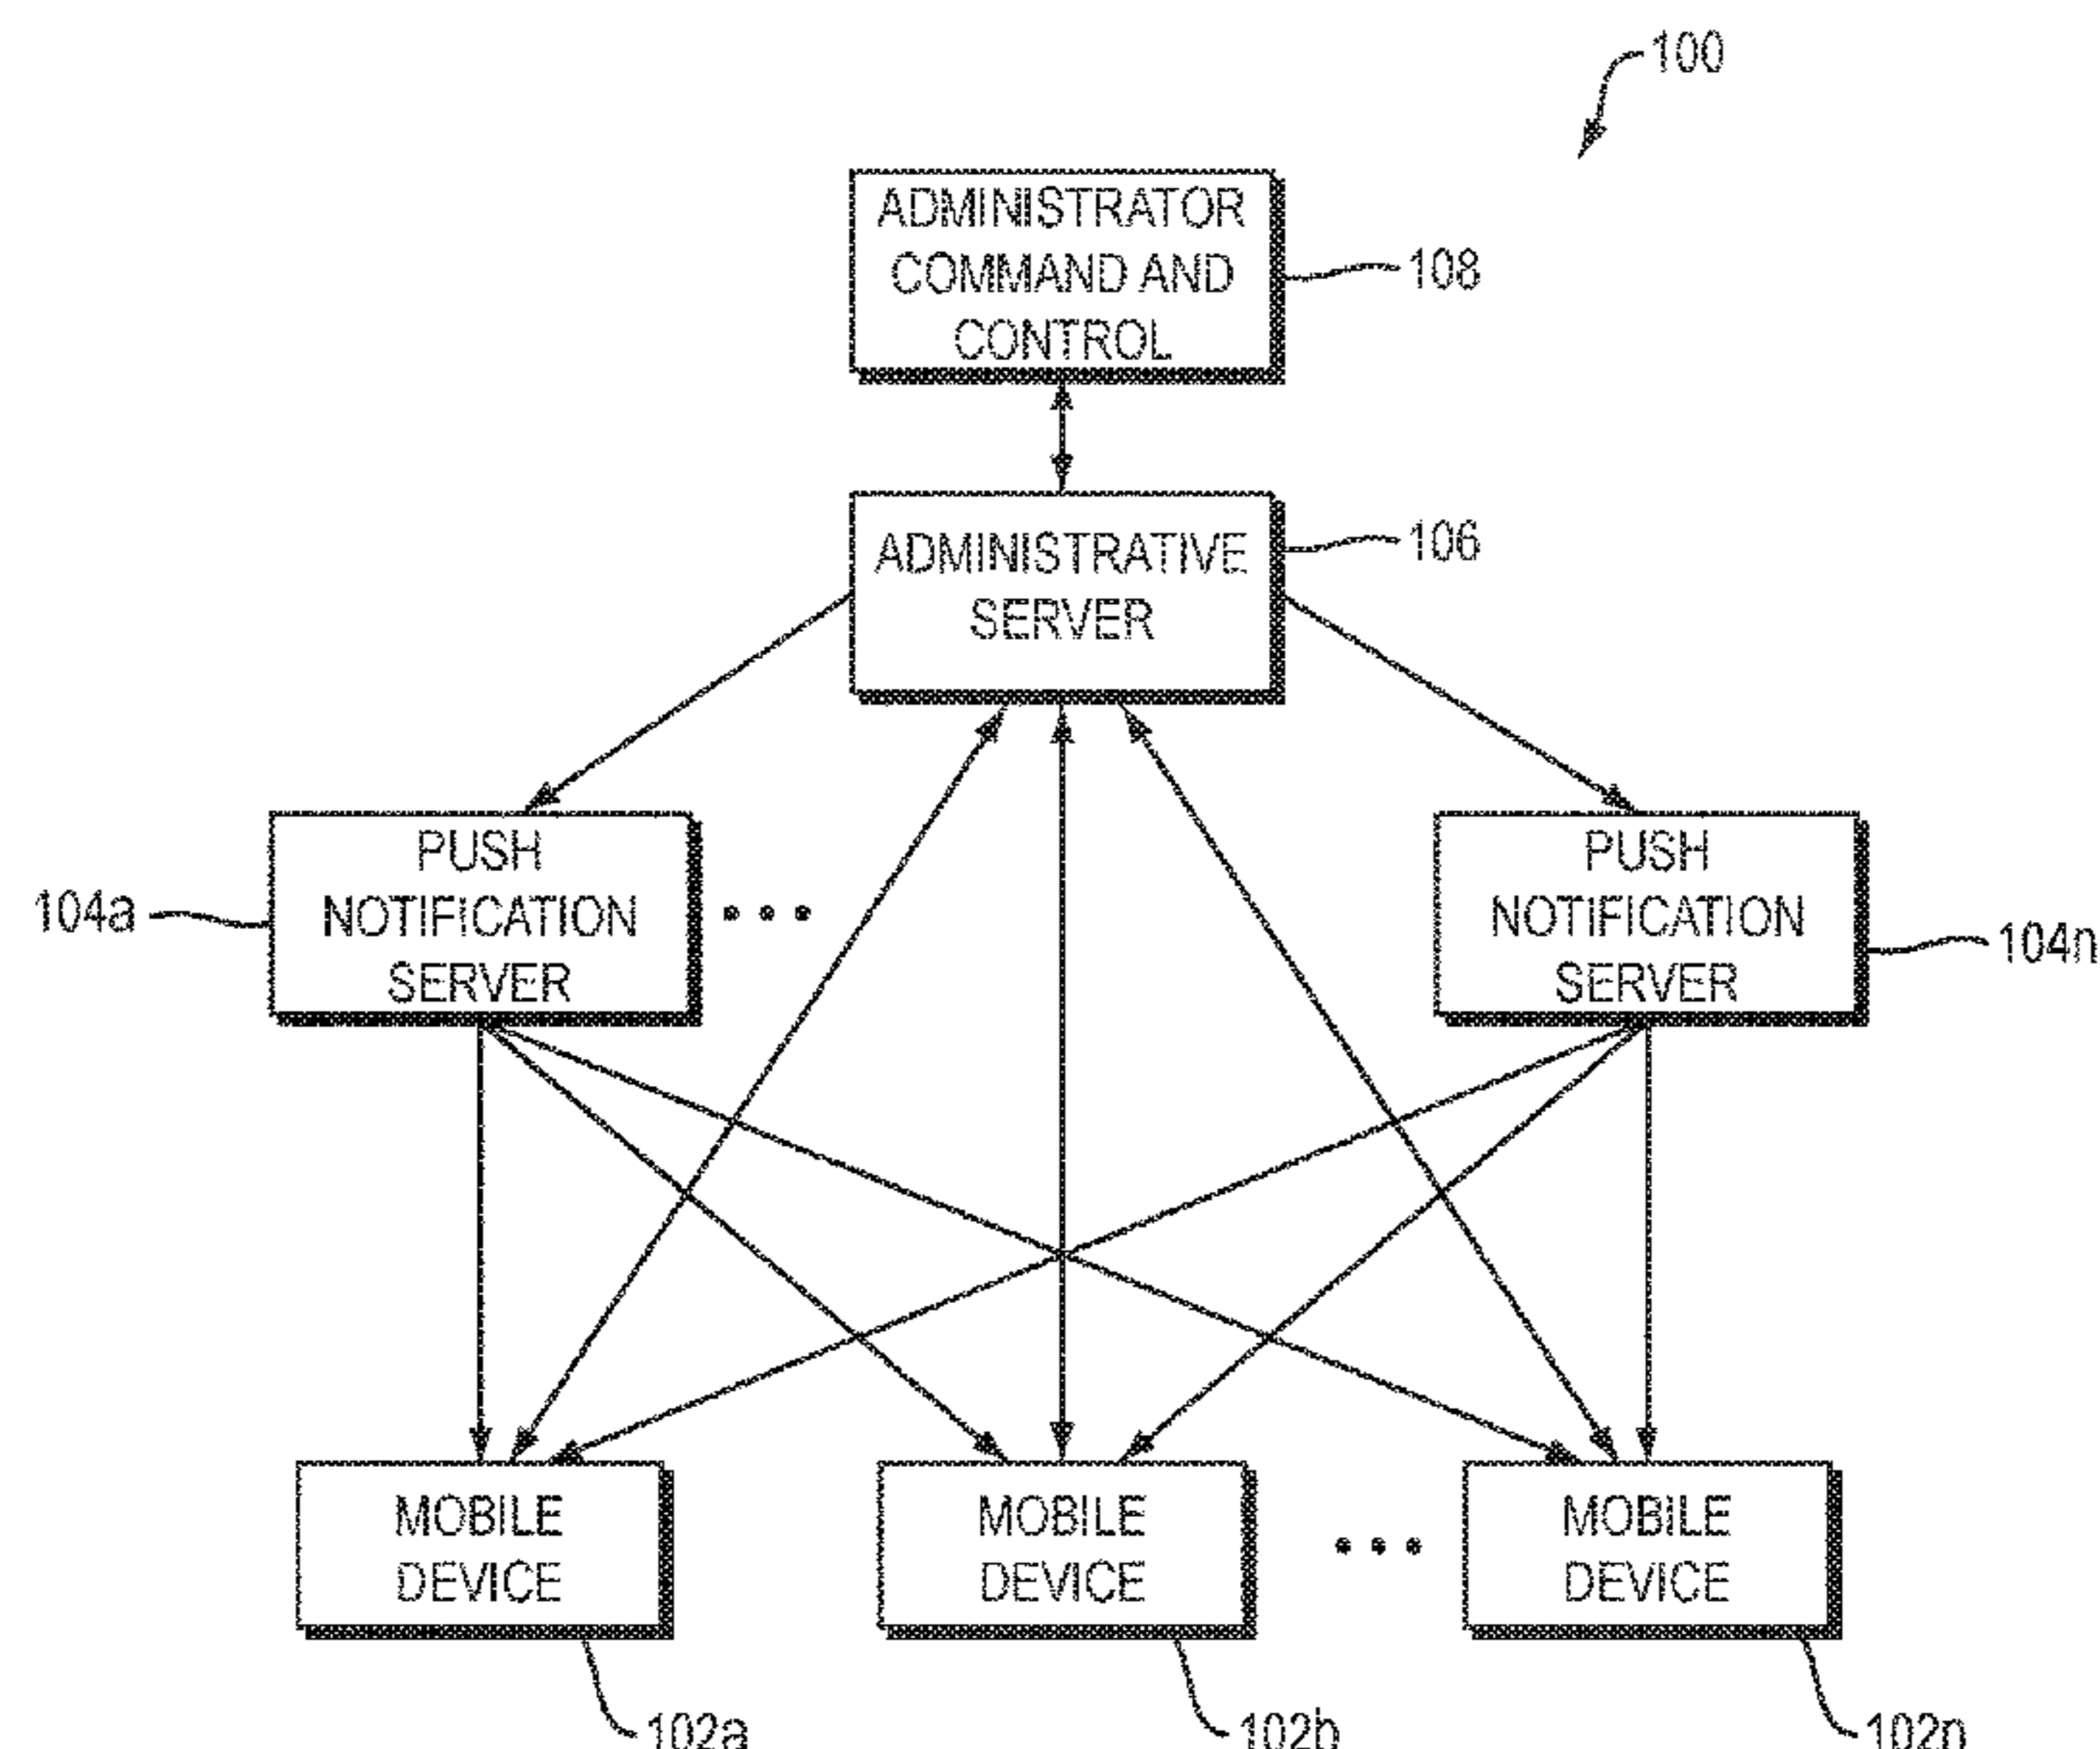 100
ADMINISTRATOR
COMMAND AND
CONTROL
108
ADMINISTRATIVE
SERVER
106
PUSH
NOTIFICATION
SERVER
104a
PUSH
NOTIFICATION
SERVER
104n
MOBILE
DEVICE
MOBILE
DEVICE
MOBILE
DEVICE
102a
102b
102n